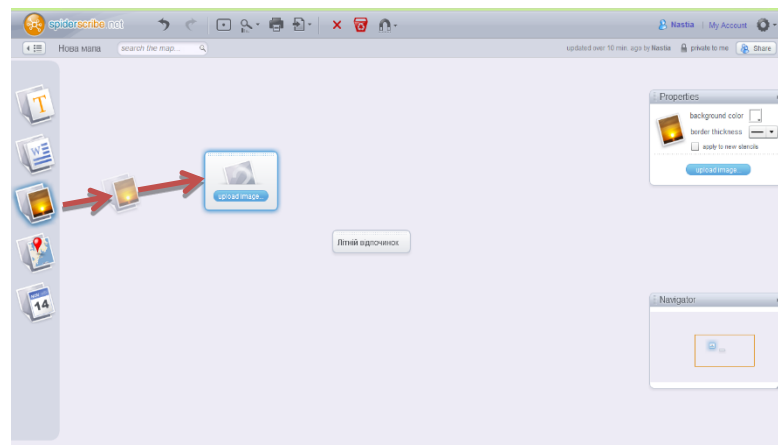 spiderscribe.net
Nastia | My Account
Нова мапа
search the map...
updated over 10 min. ago by Nastia
private to me
Share
T
W
14
upload image...
Літній відпочинок
Properties
background color
border thickness
apply to new stencils
upload image...
Navigator